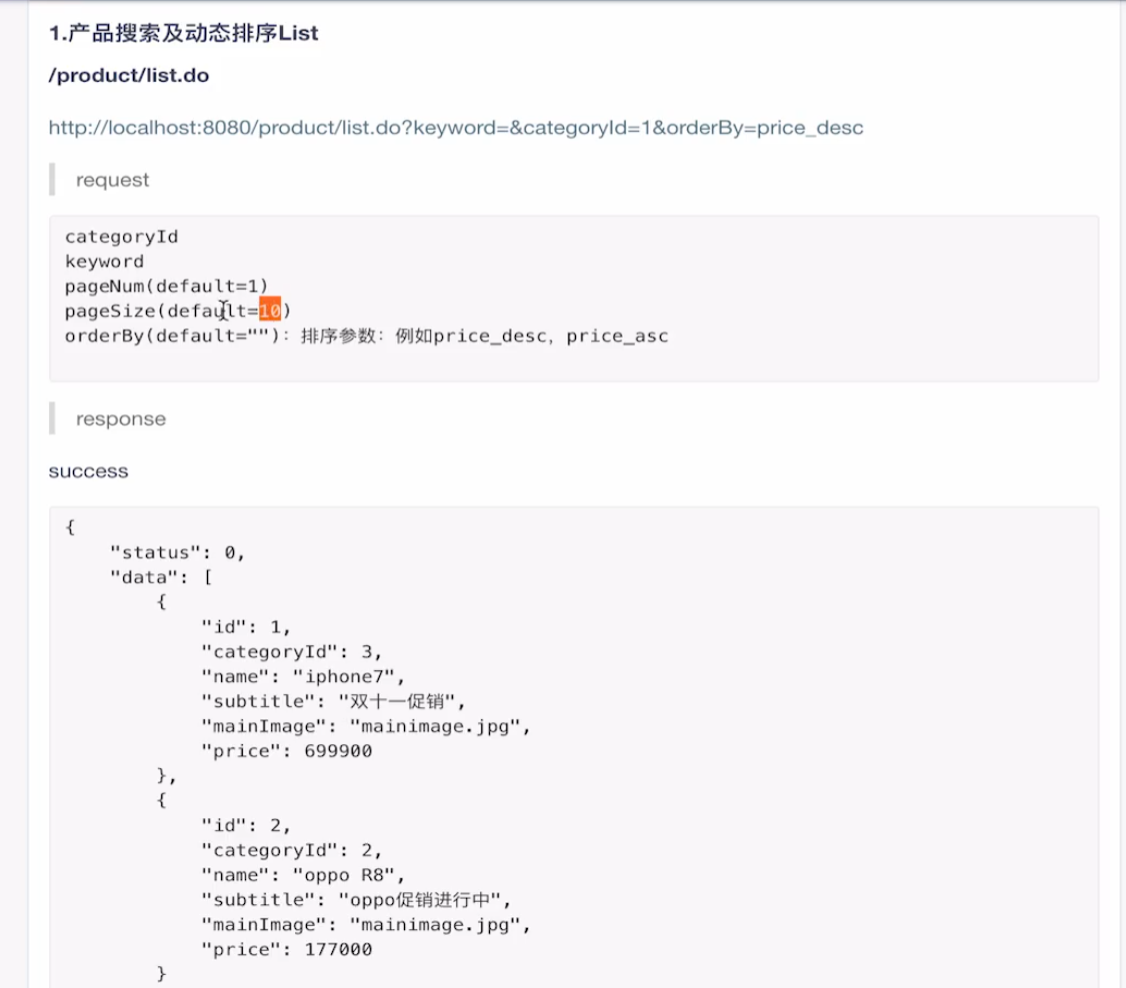 1.产品搜索及动态排序List
/product/list.do
http://localhost:8080/product/list.do?keyword=&categoryId=1&orderBy=price_desc
request
categoryId
keyword
pageNum(default=1)
pageSize(default=10)
orderBy(default=""): 排序参数: 例如price_desc, price_asc
response
success
{
"status": 0,
"data": [
{
"id": 1,
"categoryId": 3,
"name": "iphone7",
"subtitle": "双十一促销",
"mainImage": "mainimage.jpg",
"price": 699900
},
{
"id": 2,
"categoryId": 2,
"name": "oppo R8",
"subtitle": "oppo促销进行中",
"mainImage": "mainimage.jpg",
"price": 177000
}